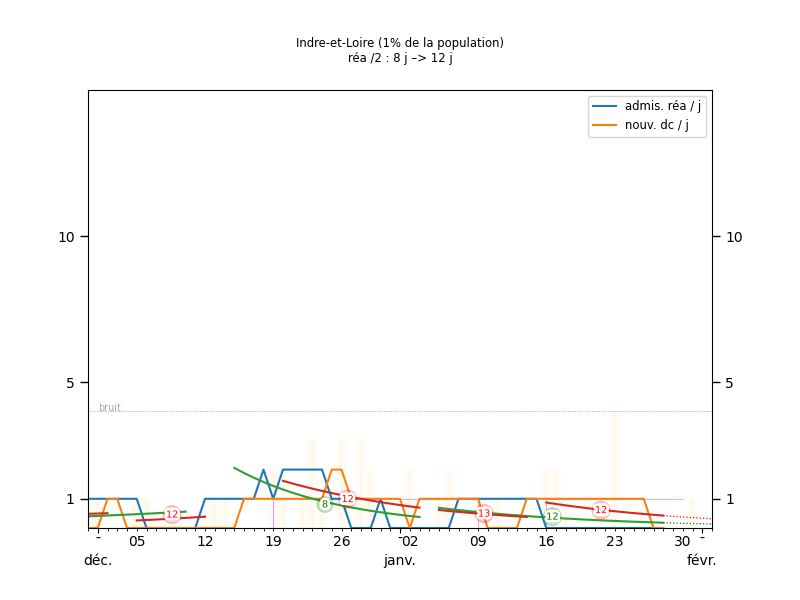 Indre-et-Loire (1% de la population)
réa /2 : 8 j –> 12 j
admis. réa / j
nouv. dc / j
10 10
5 5
bruit
1 1
12 8 12 13 12 12
- 05 12 19 26 - 02 09 16 23 30 -
déc. janv. févr.